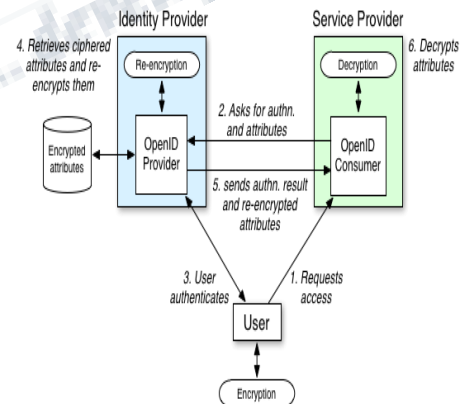 Identity Provider
Service Provider
4. Retrieves ciphered
attributes and re-
encrypts them
Re-encryption
Decryption
6. Decrypts
attributes
2. Asks for authn.
and attributes
Encrypted
attributes
OpenID
Provider
OpenID
Consumer
5. sends authn. result
and re-encrypted
attributes
3. User
authenticates
1. Requests
access
User
Encryption